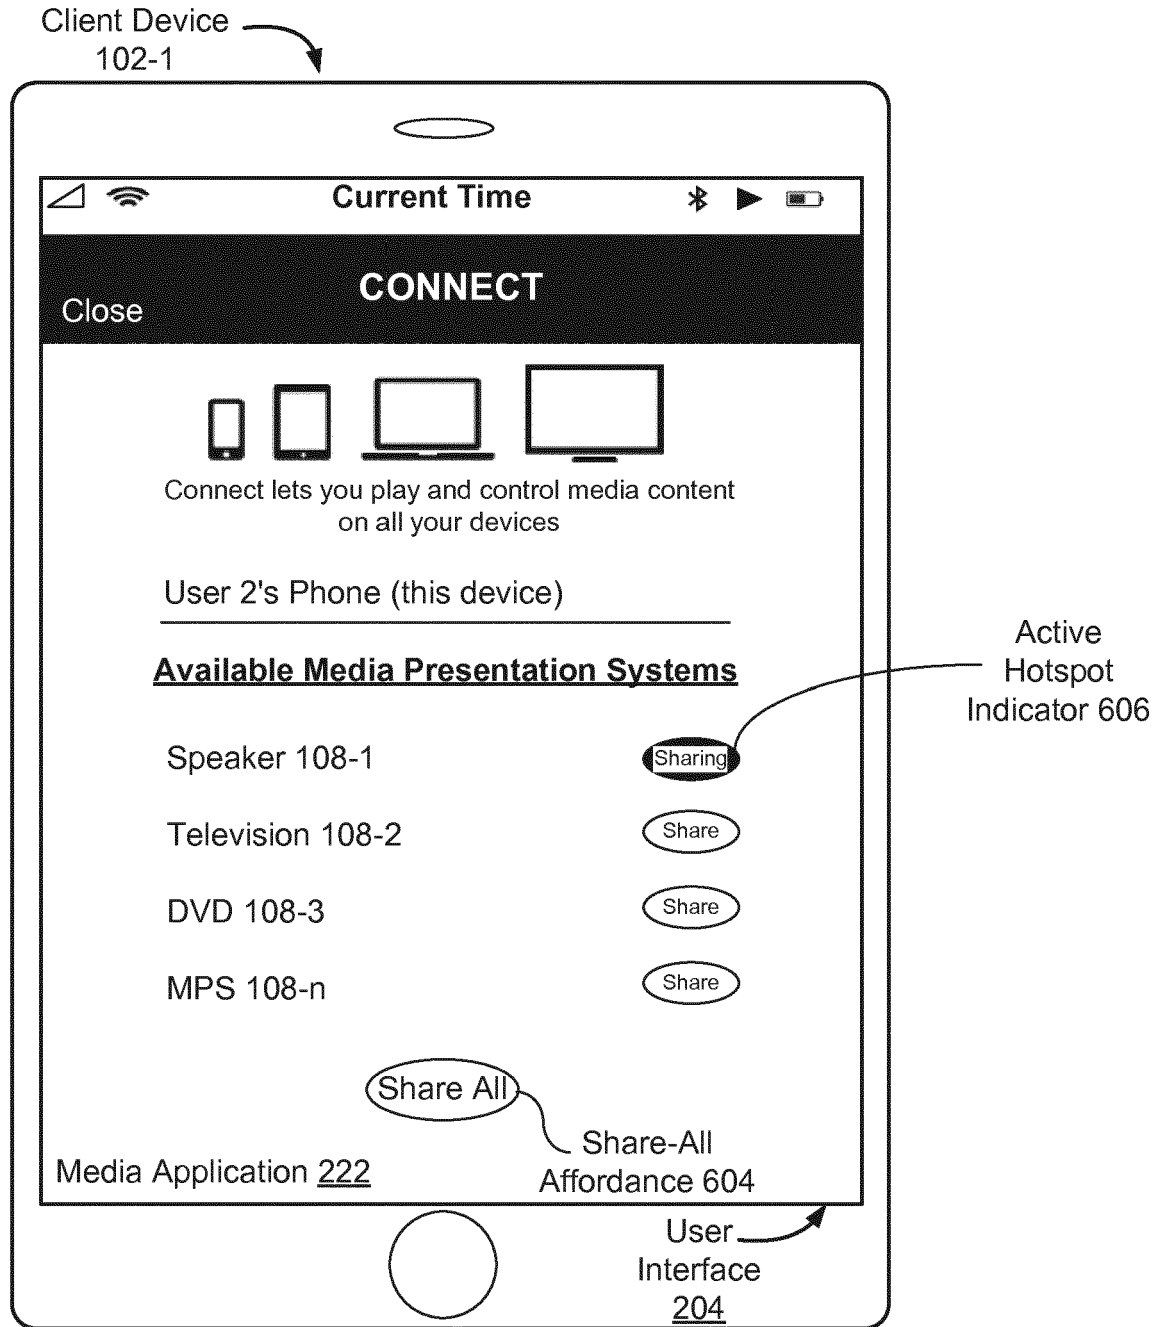 Client Device
102-1
Current Time
CONNECT
Close
Connect lets you play and control media content
on all your devices
User 2's Phone (this device)
Available Media Presentation Systems
Active
Hotspot
Indicator 606
Speaker 108-1
Sharing
Television 108-2
Share
DVD 108-3
Share
MPS 108-n
Share
Share All
Share-All
Affordance 604
Media Application 222
User
Interface
204